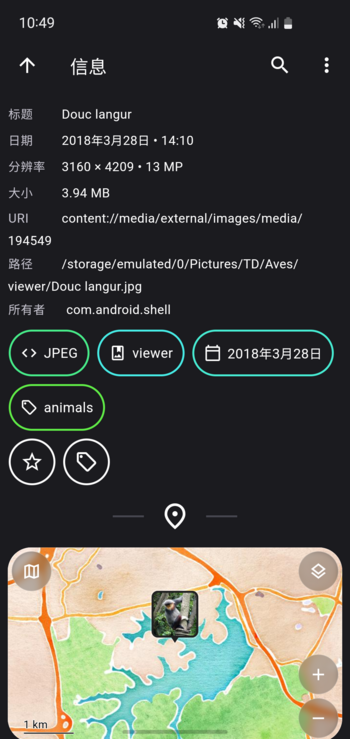 10:49
信息
标题 Douc langur
日期 2018年3月28日 • 14:10
分辨率 3160 × 4209 • 13 MP
大小 3.94 MB
URI content://media/external/images/media/
194549
路径 /storage/emulated/0/Pictures/TD/Aves/
viewer/Douc langur.jpg
所有者 com.android.shell
JPEG viewer 2018年3月28日
animals
1 km